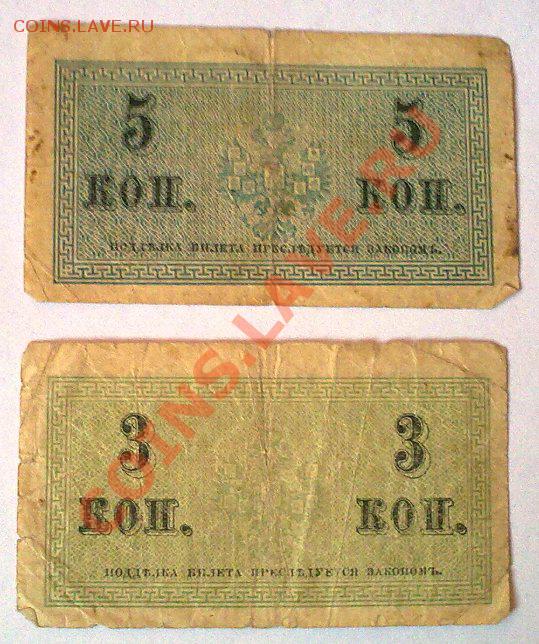 COINS.LAVE.RU
5 5
КОП. КОП.
ПОДДѢЛКА БИЛЕТА ПРЕСЛѢДУЕТСЯ ЗАКОНОМЪ.
3 3
КОП. КОП.
ПОДДѢЛКА БИЛЕТА ПРЕСЛѢДУЕТСЯ ЗАКОНОМЪ.
COINS.LAVE.RU